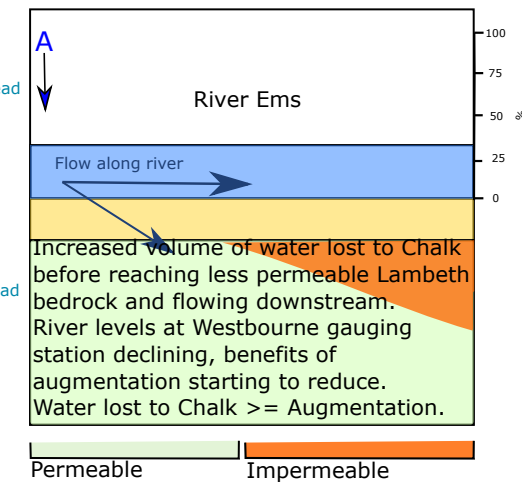 A
100
75
50
%
25
0
River Ems
Flow along river
Increased volume of water lost to Chalk
before reaching less permeable Lambeth
bedrock and flowing downstream.
River levels at Westbourne gauging
station declining, benefits of
augmentation starting to reduce.
Water lost to Chalk >= Augmentation.
Permeable
Impermeable